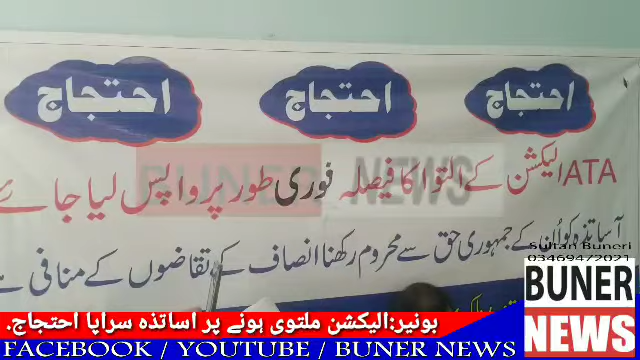 احتجاج احتجاج احتجاج
ATA الیکشن کے التوا کا فیصلہ فوری طور پر واپس لیا جائے
BUNER NEWS
آساتذہ کو اُن کے جمہوری حق سے محروم رکھنا انصاف کے تقاضوں کے منافی ہے
Sultan Buneri
03469472021
BUNER
NEWS
بونیر:الیکشن ملتوی ہونے پر اساتذہ سراپا احتجاج.
FACEBOOK / YOUTUBE / BUNER NEWS